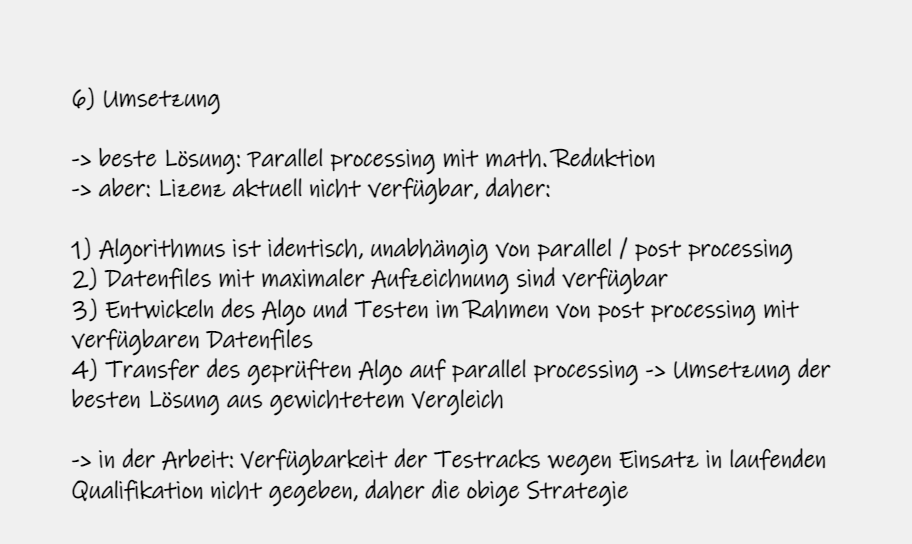 6) Umsetzung
-> beste Lösung: Parallel processing mit math. Reduktion
-> aber: Lizenz aktuell nicht verfügbar, daher:
1) Algorithmus ist identisch, unabhängig von parallel / post processing
2) Datenfiles mit maximaler Aufzeichnung sind verfügbar
3) Entwickeln des Algo und Testen im Rahmen von post processing mit
verfügbaren Datenfiles
4) Transfer des geprüften Algo auf parallel processing -> Umsetzung der
besten Lösung aus gewichtetem Vergleich
-> in der Arbeit: Verfügbarkeit der Testracks wegen Einsatz in laufenden
Qualifikation nicht gegeben, daher die obige Strategie